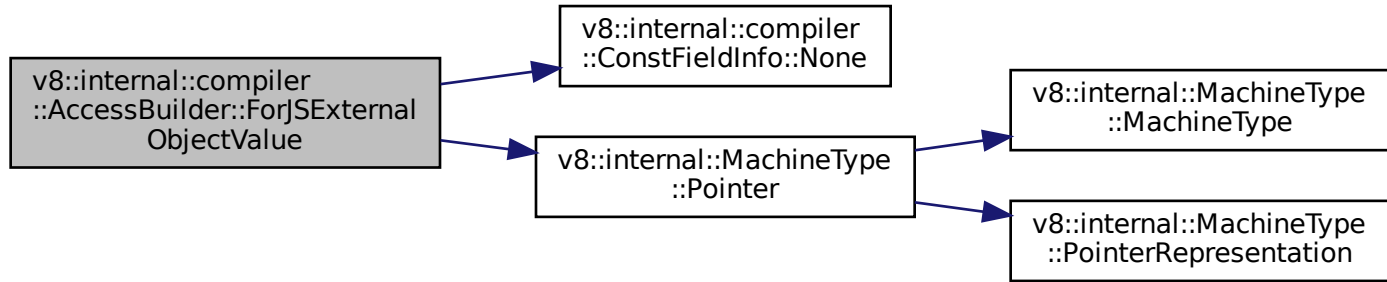 v8::internal::compiler
::AccessBuilder::ForJSExternal
ObjectValue
v8::internal::compiler
::ConstFieldInfo::None
v8::internal::MachineType
::Pointer
v8::internal::MachineType
::MachineType
v8::internal::MachineType
::PointerRepresentation